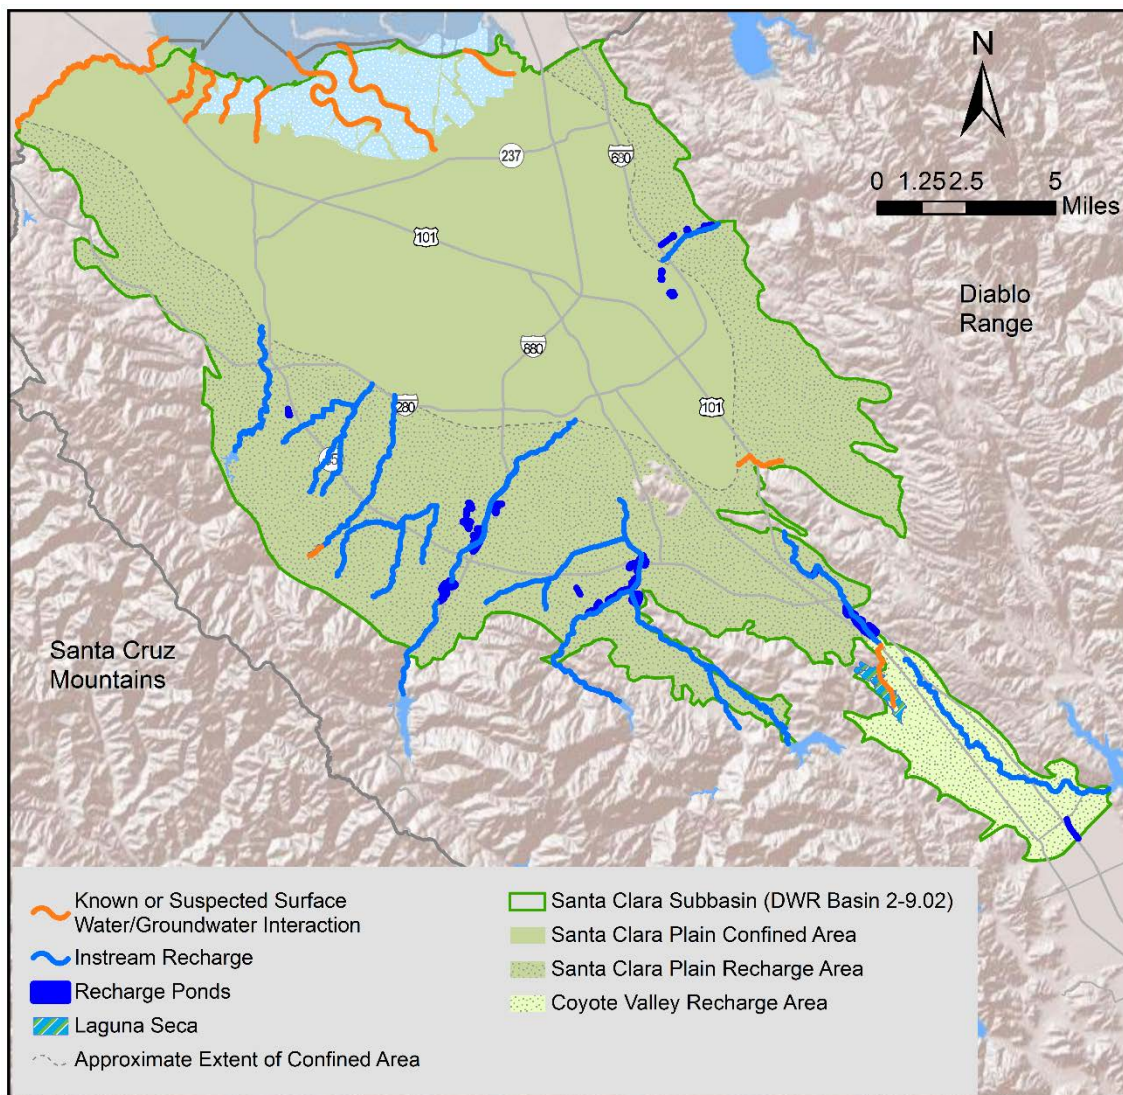 N
0 1.25 2.5 5
Miles
237
680
101
Diablo
Range
880
280
101
85
Santa Cruz
Mountains
Known or Suspected Surface
Water/Groundwater Interaction
Instream Recharge
Recharge Ponds
Laguna Seca
Approximate Extent of Confined Area
Santa Clara Subbasin (DWR Basin 2-9.02)
Santa Clara Plain Confined Area
Santa Clara Plain Recharge Area
Coyote Valley Recharge Area